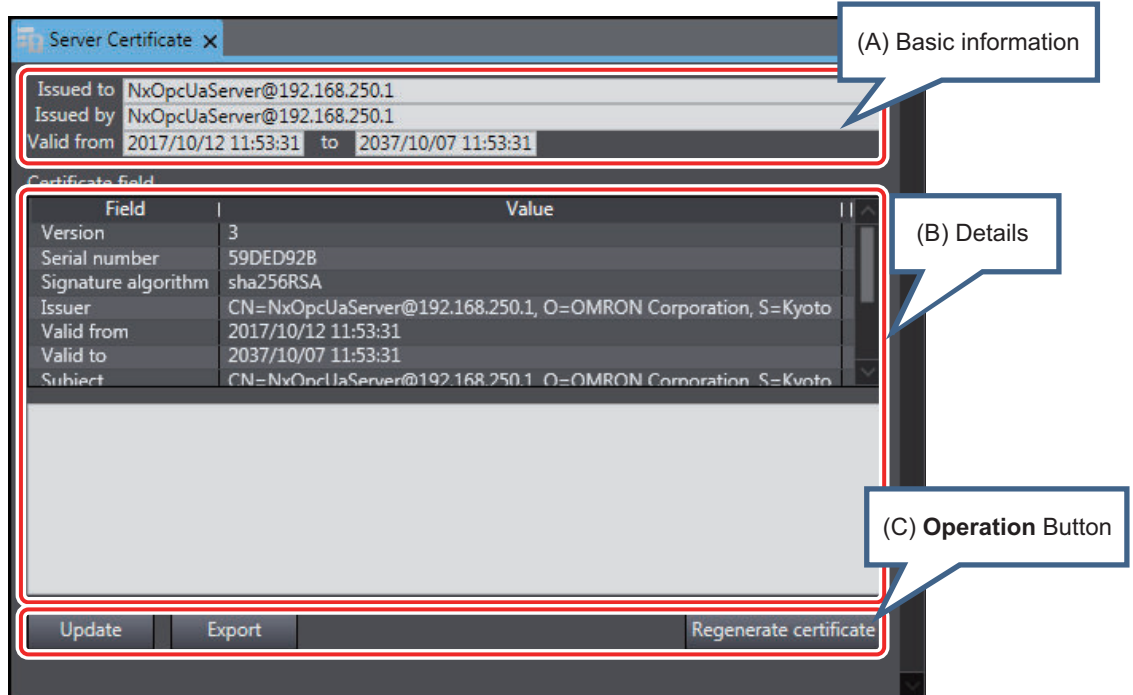 Server Certificate
(A) Basic information
Issued to NxOpcUaServer@192.168.250.1
Issued by NxOpcUaServer@192.168.250.1
Valid from 2017/10/12 11:53:31 to 2037/10/07 11:53:31
Certificate field
Field Value
Version 3
(B) Details
Serial number 59DED92B
Signature algorithm sha256RSA
Issuer CN=NxOpcUaServer@192.168.250.1, O=OMRON Corporation, S=Kyoto
Valid from 2017/10/12 11:53:31
Valid to 2037/10/07 11:53:31
Subject CN=NxOpcUaServer@192.168.250.1, O=OMRON Corporation, S=Kyoto
(C) Operation Button
Update Export Regenerate certificate